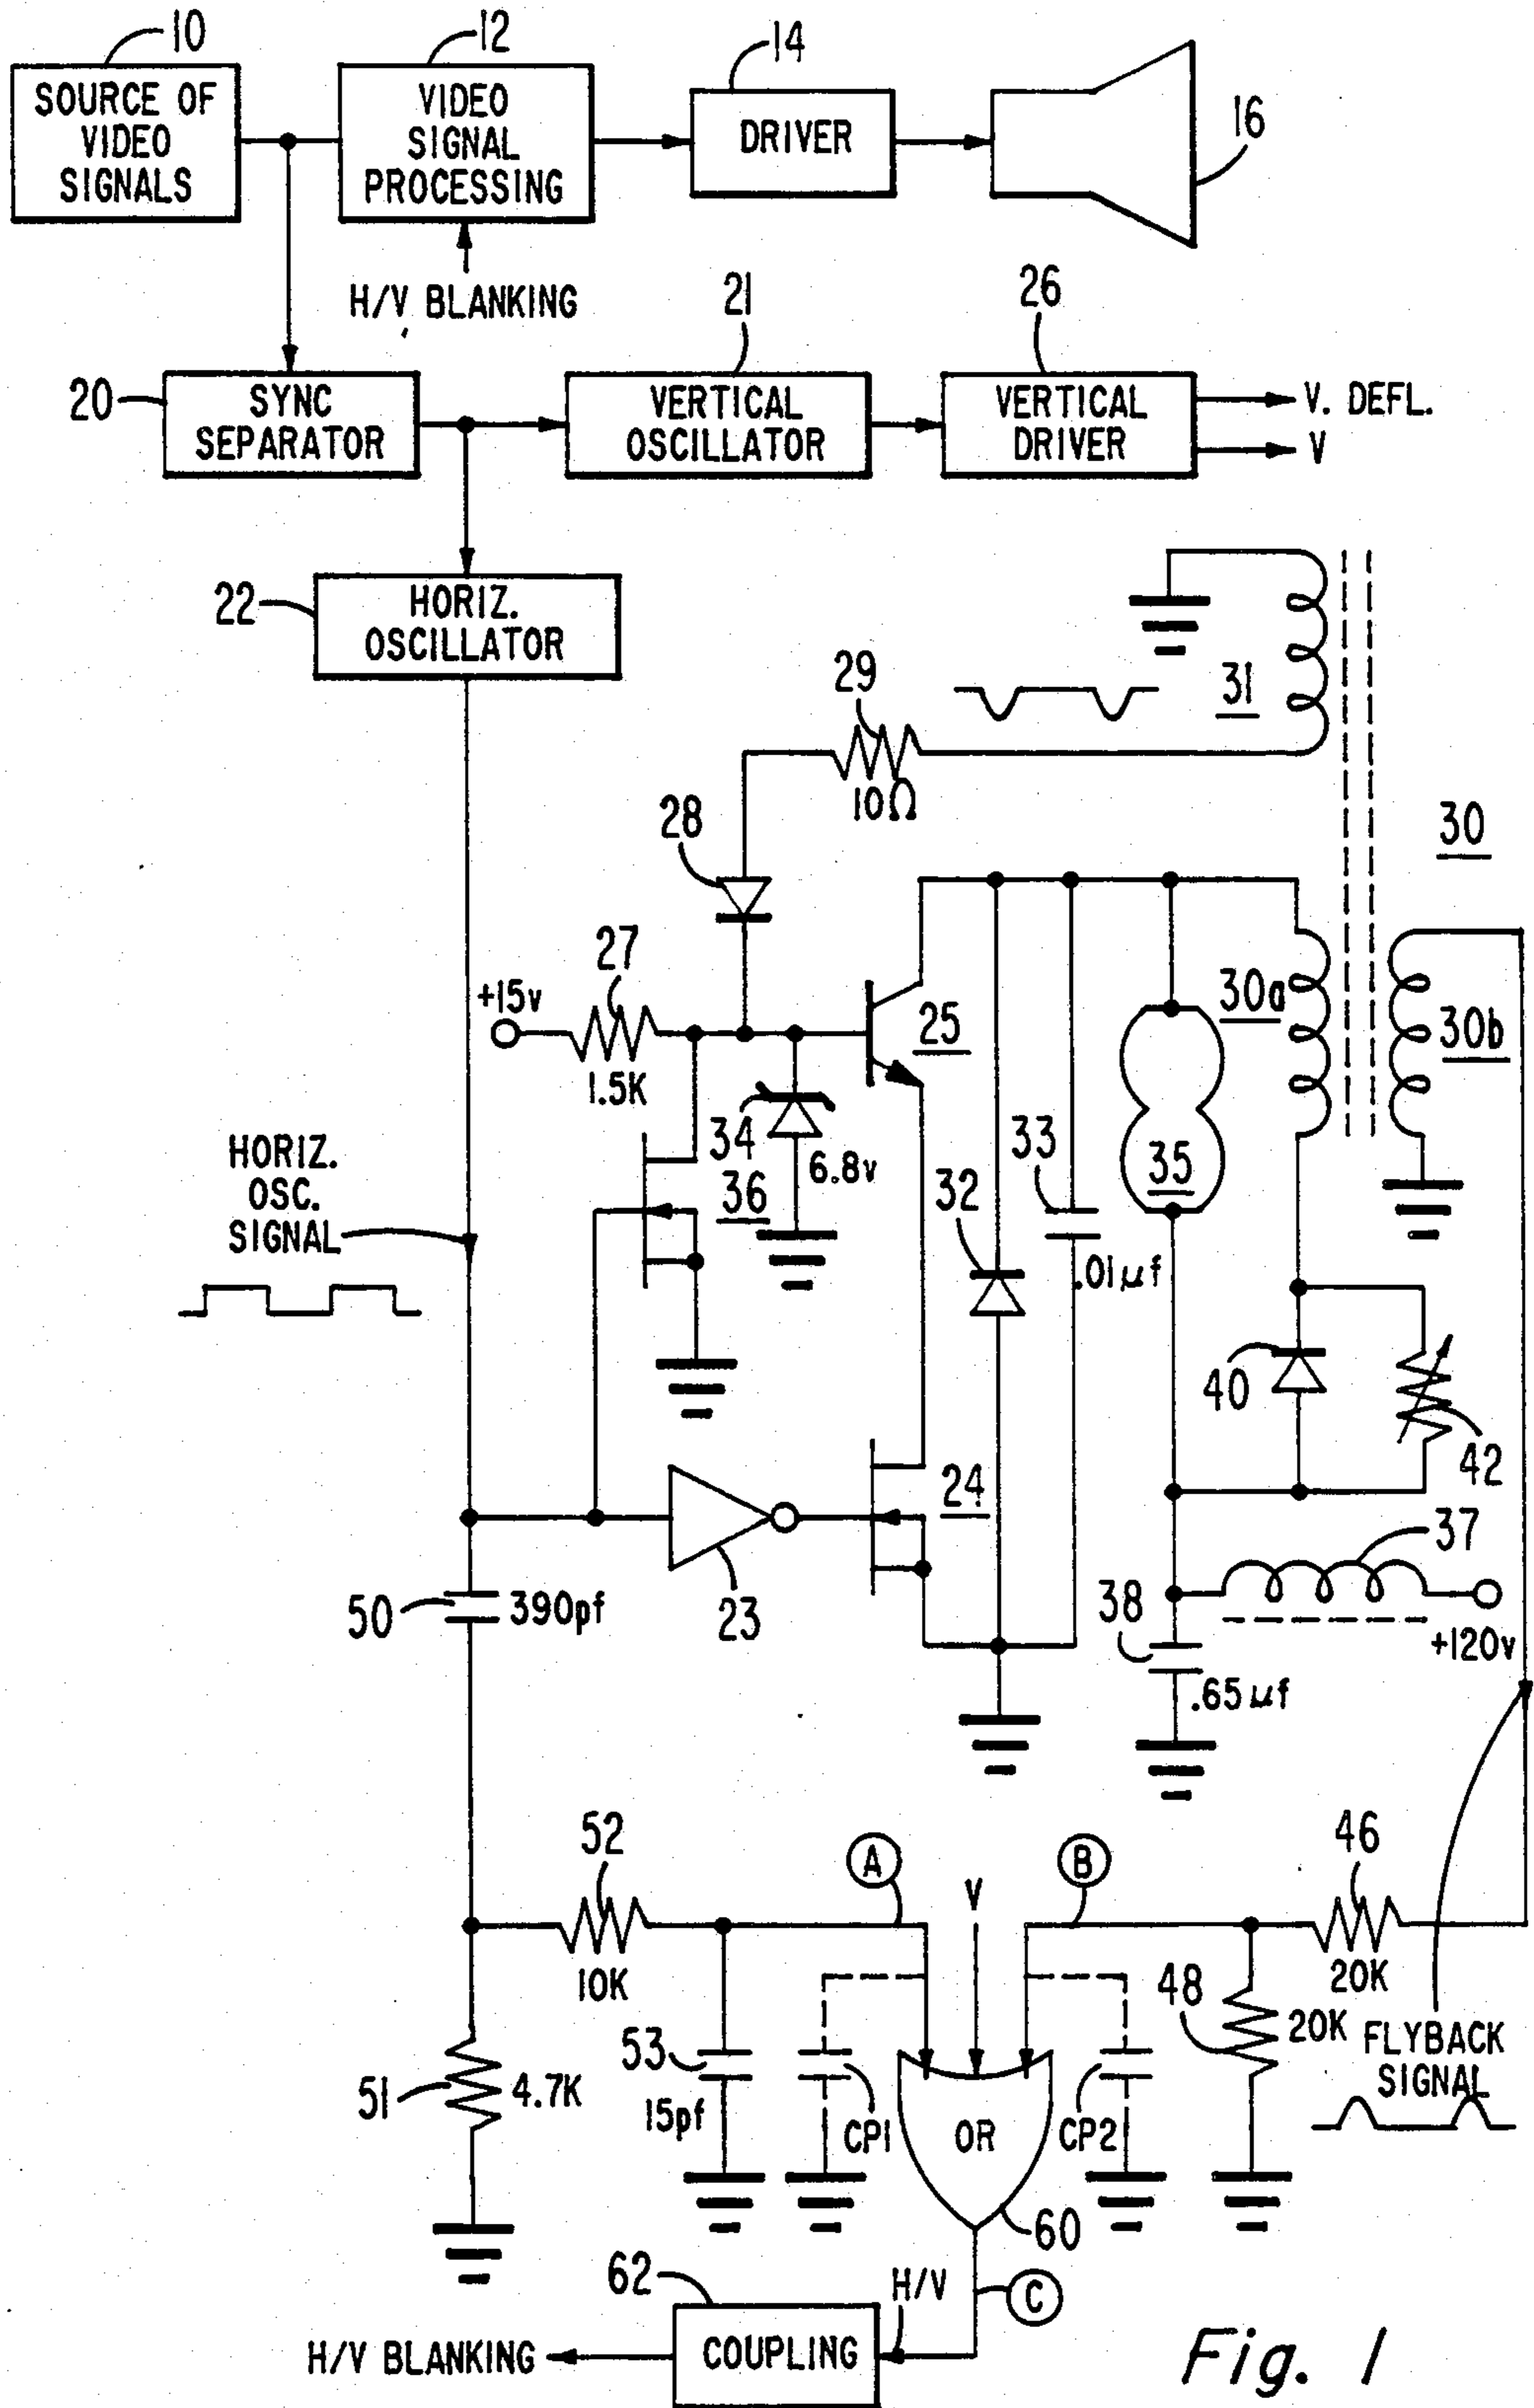 10
12
14
SOURCE OF
VIDEO
SIGNALS
VIDEO
SIGNAL
PROCESSING
DRIVER
16
H/V BLANKING
21
26
20
SYNC
SEPARATOR
VERTICAL
OSCILLATOR
VERTICAL
DRIVER
V. DEFL.
V
22
HORIZ.
OSCILLATOR
29
31
10Ω
28
30
27
+15v
1.5K
25
30a
30b
34
6.8v
36
33
35
32
.01μf
HORIZ.
OSC.
SIGNAL
40
42
24
37
50
390pf
23
38
+120v
.65μf
52
A
V
B
46
10K
20K
48
20K
FLYBACK
SIGNAL
53
51
4.7K
15pf
CP1
OR
CP2
60
62
H/V
C
H/V BLANKING
COUPLING
Fig. 1